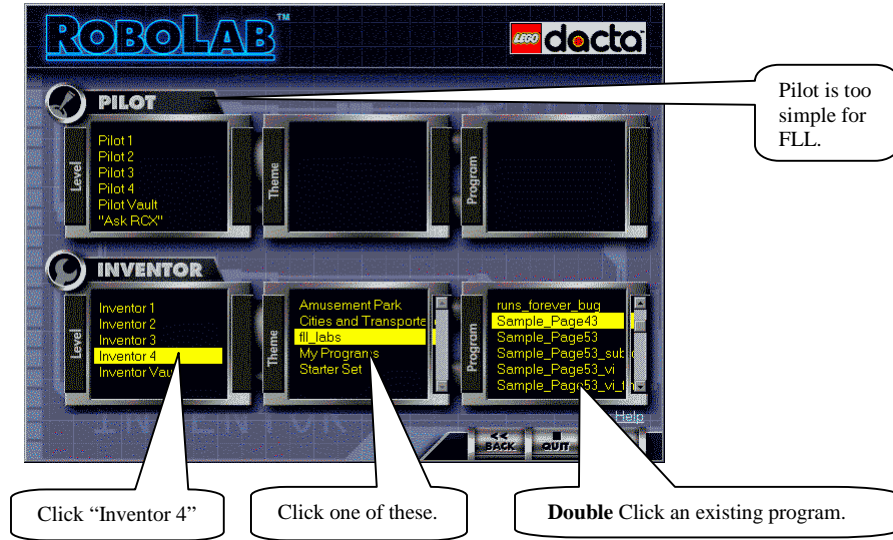 ROBOLAB™
LEGO dacta
PILOT
Level
Pilot 1
Pilot 2
Pilot 3
Pilot 4
Pilot Vault
"Ask RCX"
Theme
Program
Pilot is too
simple for
FLL.
INVENTOR
Level
Inventor 1
Inventor 2
Inventor 3
Inventor 4
Inventor
Theme
Amusement Park
Cities and Transporte
fll_labs
My Programs
Starter Set
Program
runs_forever_bug
Sample_Page43
Sample_Page53
Sample_Page53_sub
Sample_Page53_vi
Sample_Page53_vi
Help
INVENTOR
<< BACK
QUIT
Click “Inventor 4”
Click one of these.
Double Click an existing program.